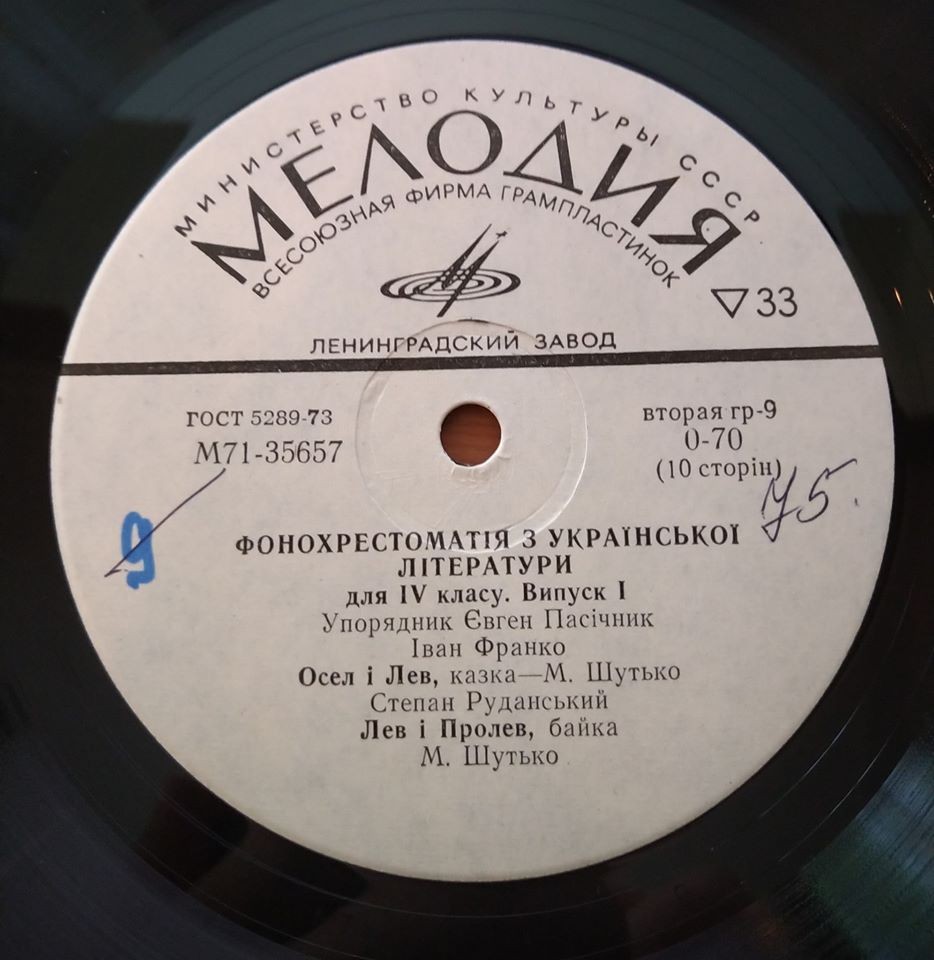 МИНИСТЕРСТВО КУЛЬТУРЫ СССР
МЕЛОДИЯ
ВСЕСОЮЗНАЯ ФИРМА ГРАМПЛАСТИНОК
▽33
ЛЕНИНГРАДСКИЙ ЗАВОД
ГОСТ 5289-73
М71-35657
вторая гр-9
0-70
(10 сторін)
75.
9
ФОНОХРЕСТОМАТІЯ З УКРАЇНСЬКОЇ
ЛІТЕРАТУРИ
для IV класу. Випуск I
Упорядник Євген Пасічник
Іван Франко
Осел і Лев, казка—М. Шутько
Степан Руданський
Лев і Пролев, байка
М. Шутько